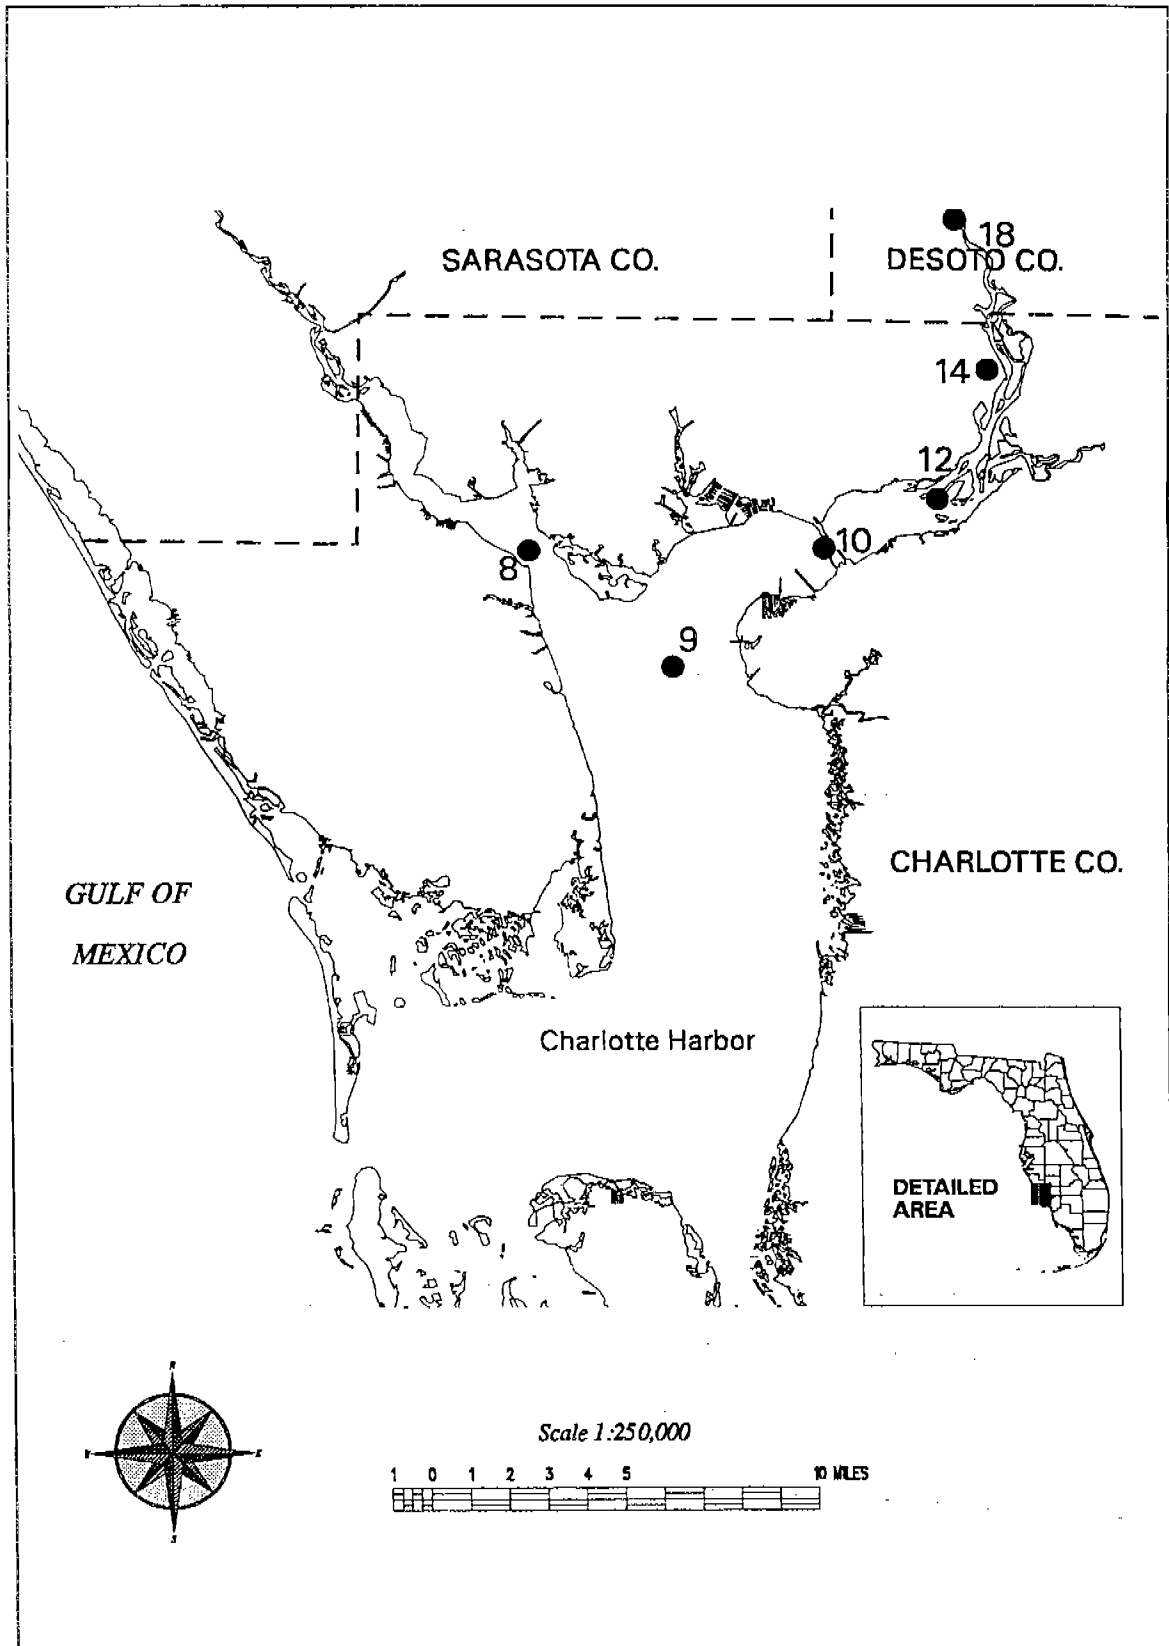 18
SARASOTA CO.
DESOTO CO.
14
12
10
8
9
CHARLOTTE CO.
GULF OF
MEXICO
Charlotte Harbor
DETAILED
AREA
N
E
S
Scale 1:250,000
1 0 1 2 3 4 5 10 MILES